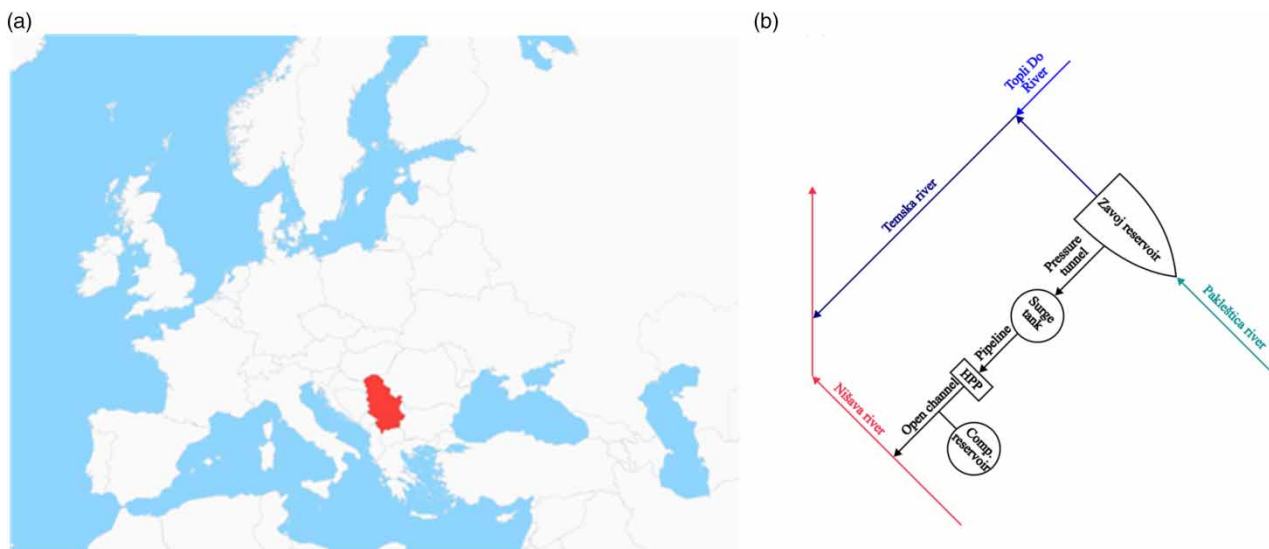 (a)
(b)
Topli Do
River
Temska river
Zavoj reservoir
Pressure
tunnel
Surge
tank
Pakleštica river
Pipeline
HPP
Nišava river
Open channel
Comp.
reservoir